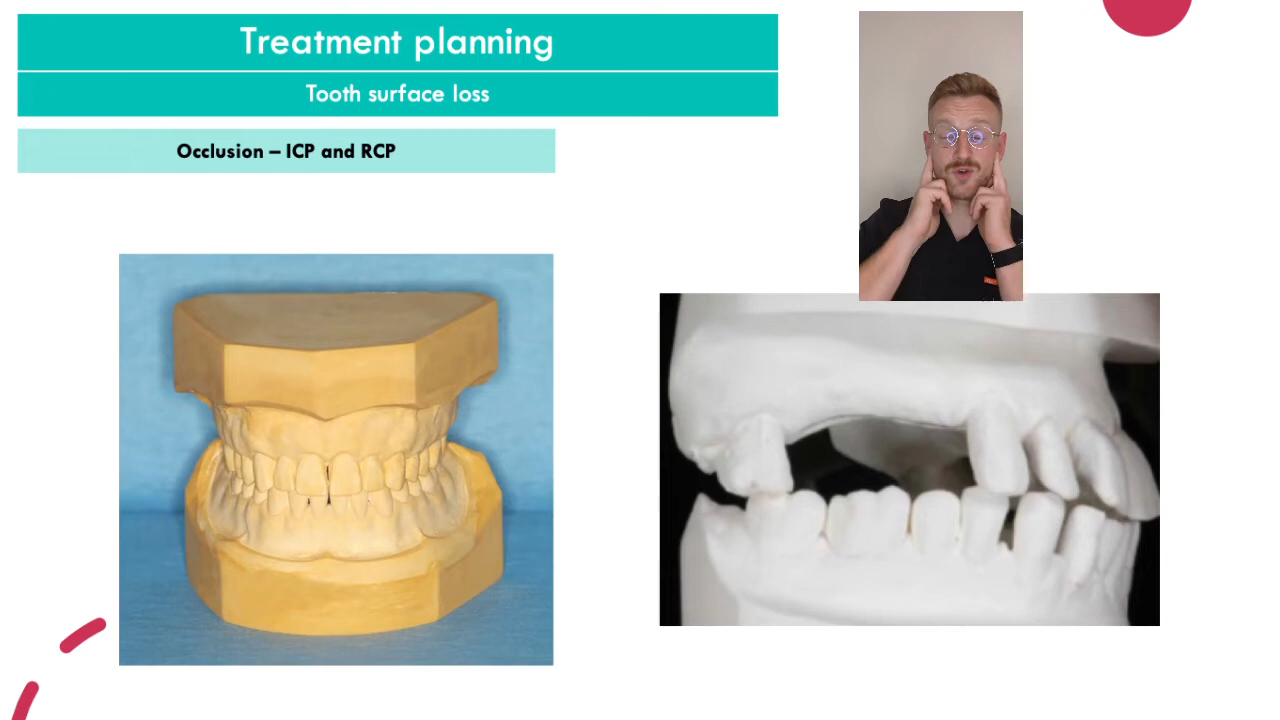 Treatment planning
Tooth surface loss
Occlusion – ICP and RCP